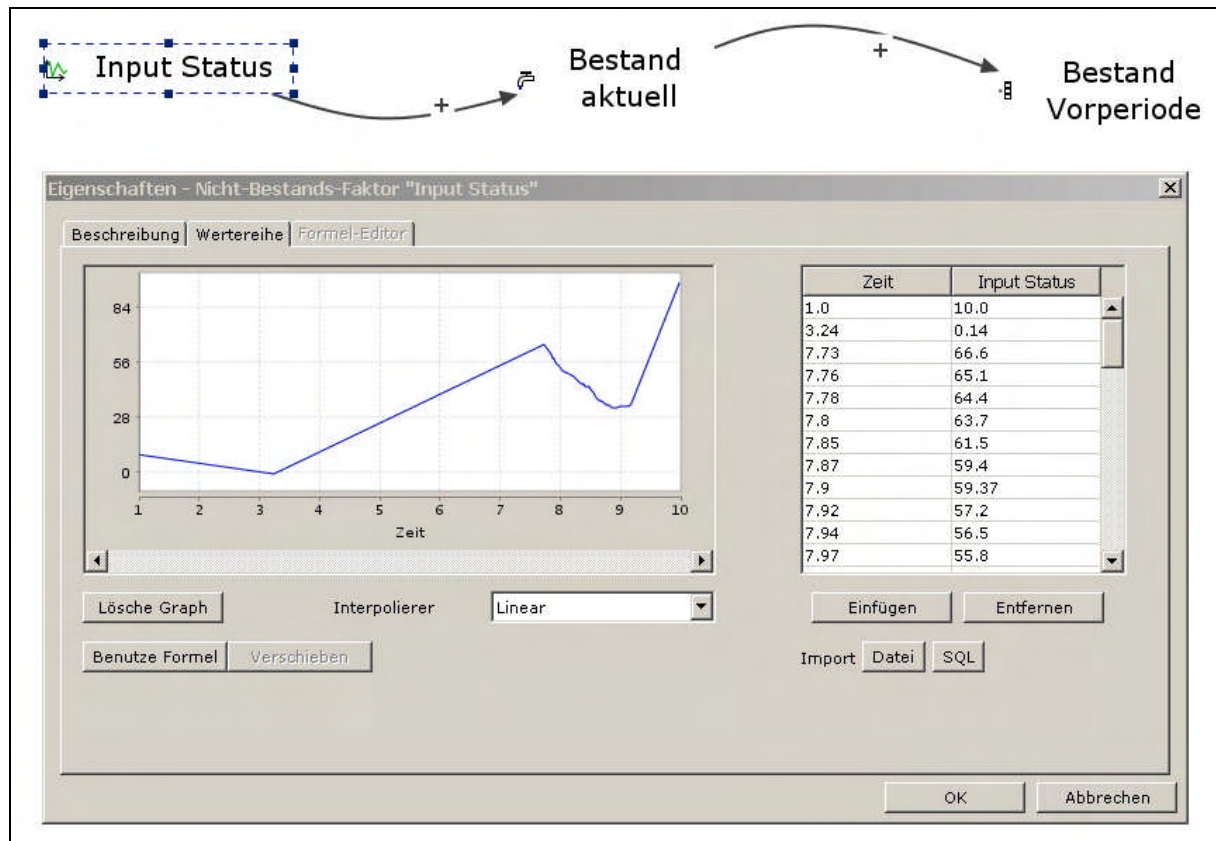 Input Status
+
Bestand
aktuell
+
Bestand
Vorperiode
Eigenschaften - Nicht-Bestands-Faktor "Input Status"
Beschreibung Wertereihe Formel-Editor
84
56
28
0
1 2 3 4 5 6 7 8 9 10
Zeit
Zeit Input Status
1.0 10.0
3.24 0.14
7.73 66.6
7.76 65.1
7.78 64.4
7.8 63.7
7.85 61.5
7.87 59.4
7.9 59.37
7.92 57.2
7.94 56.5
7.97 55.8
Lösche Graph Interpolierer Linear Einfügen Entfernen
Benutze Formel Verschieben Import Datei SQL
OK Abbrechen